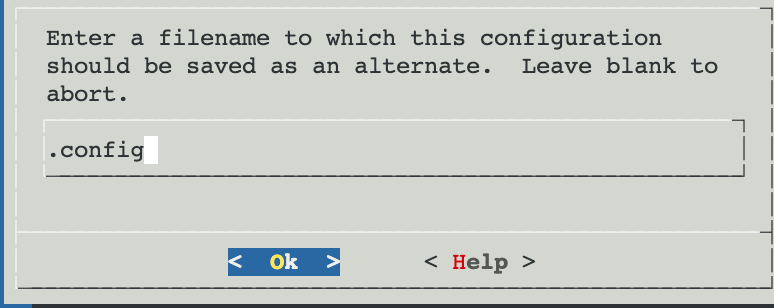 Enter a filename to which this configuration
should be saved as an alternate.  Leave blank to
abort.
.config
<  Ok  >
< Help >